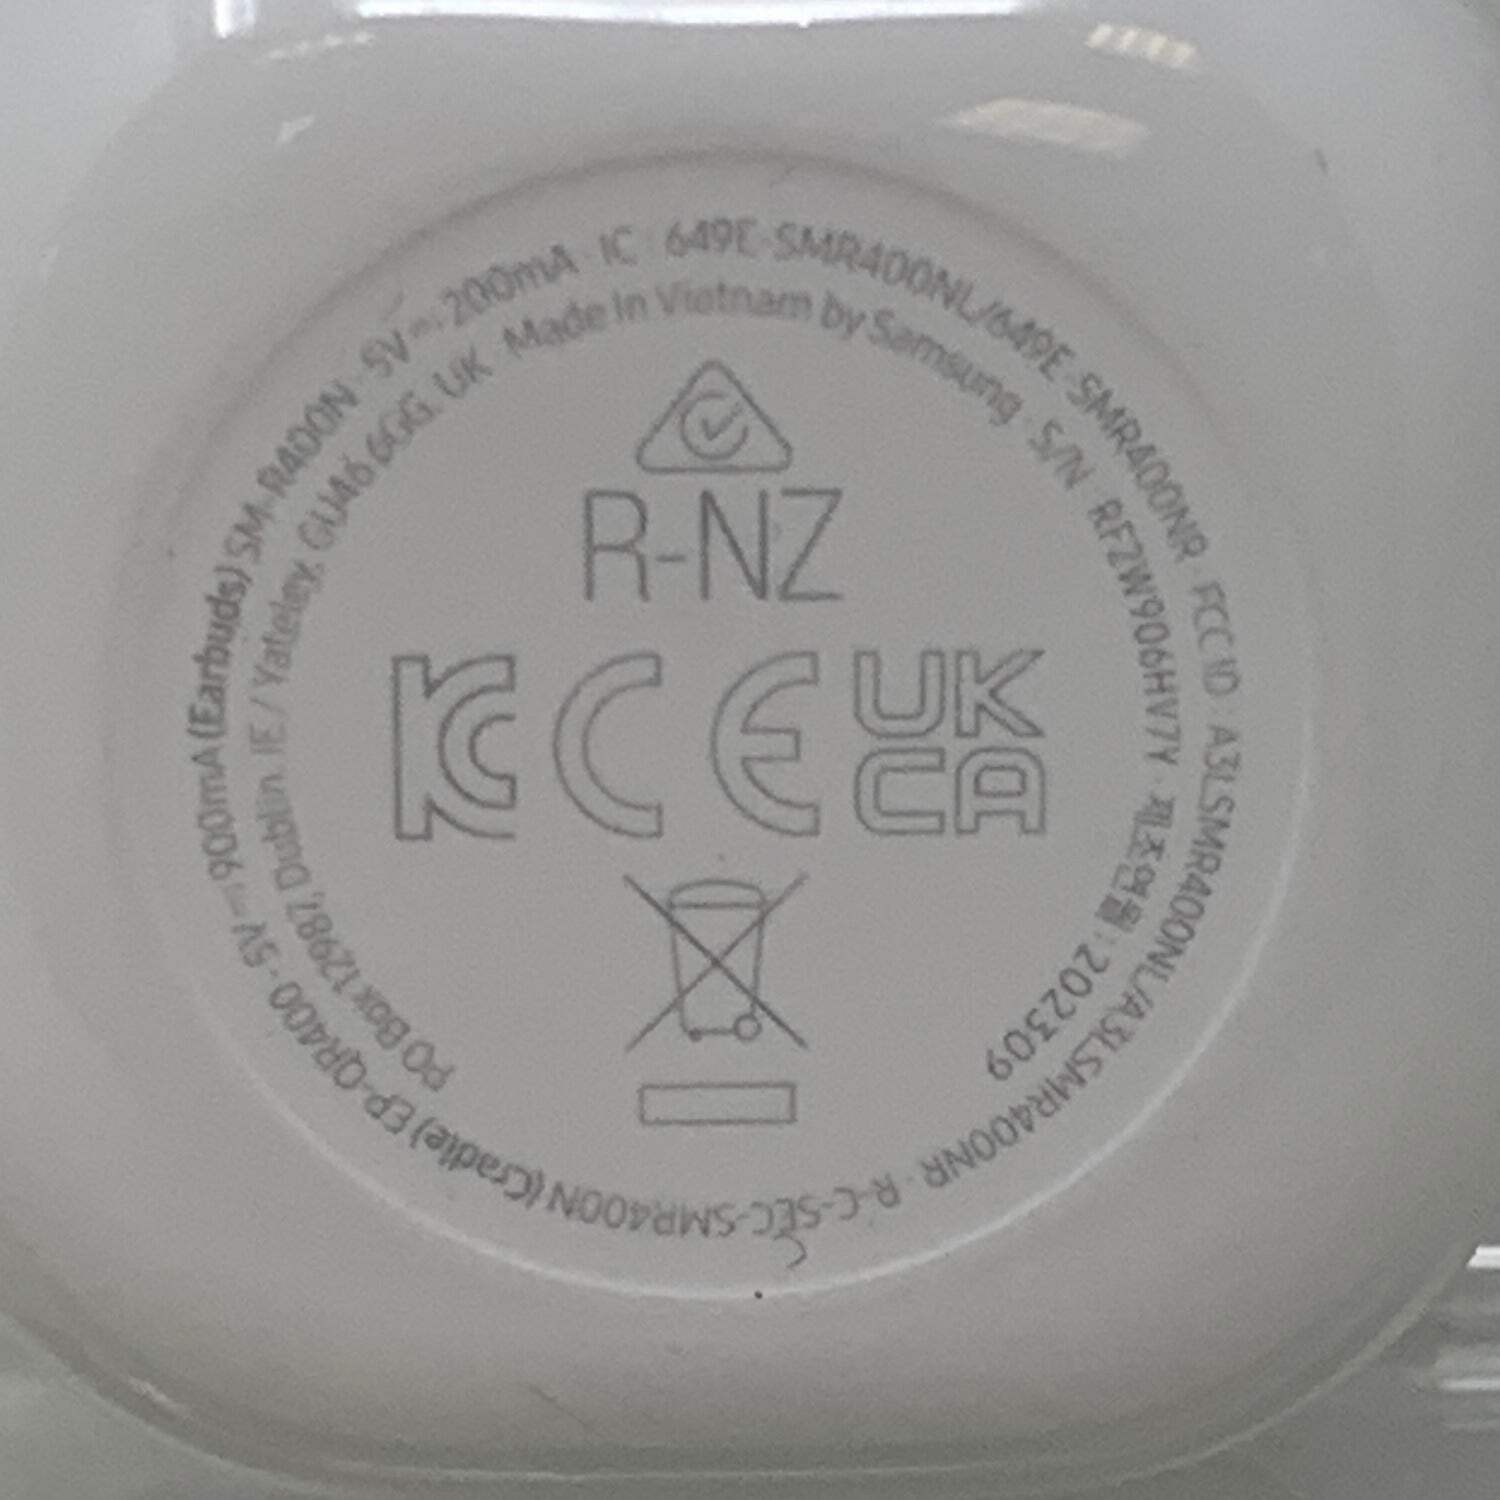 R-C-SEC-SMR400N (Cradle) EP-QR400 · 5V⎓900mA (Earbuds) SM-R400N · 5V⎓200mA · IC : 649E-SMR400NL/649E-SMR400NR · FCC ID : A3LSMR400NL/A3LSMR400NR ·
PO Box 12987, Dublin. IE / Yateley, GU46 6GG. UK Made in Vietnam by Samsung · S/N : RFZW906HV7Y · 제조연월 : 202309
R-NZ
KC CE UK
CA